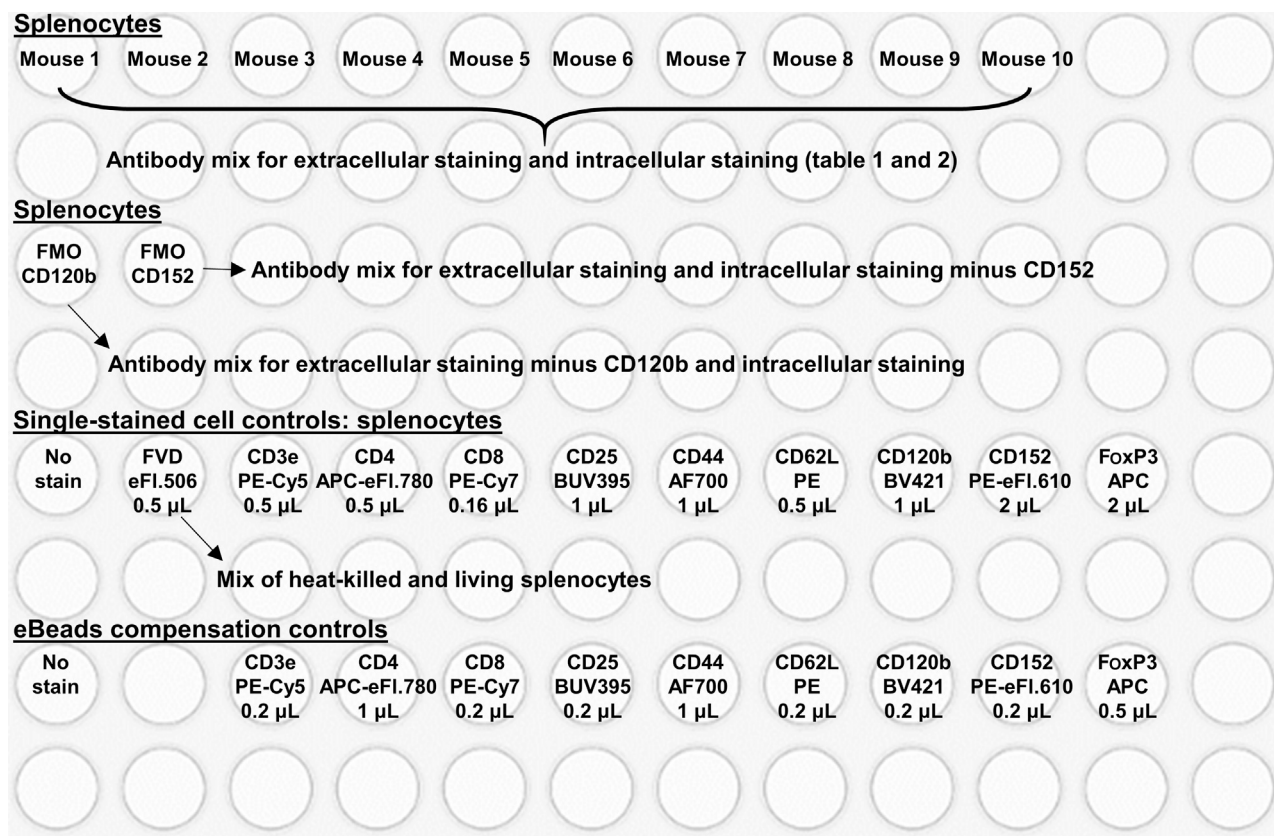 Splenocytes
Mouse 1 Mouse 2 Mouse 3 Mouse 4 Mouse 5 Mouse 6 Mouse 7 Mouse 8 Mouse 9 Mouse 10
Antibody mix for extracellular staining and intracellular staining (table 1 and 2)
Splenocytes
FMO
CD120b
FMO
CD152
Antibody mix for extracellular staining and intracellular staining minus CD152
Antibody mix for extracellular staining minus CD120b and intracellular staining
Single-stained cell controls: splenocytes
No
stain
FVD
eFl.506
0.5 µL
CD3e
PE-Cy5
0.5 µL
CD4
APC-eFl.780
0.5 µL
CD8
PE-Cy7
0.16 µL
CD25
BUV395
1 µL
CD44
AF700
1 µL
CD62L
PE
0.5 µL
CD120b
BV421
1 µL
CD152
PE-eFl.610
2 µL
FoxP3
APC
2 µL
Mix of heat-killed and living splenocytes
eBeads compensation controls
No
stain
CD3e
PE-Cy5
0.2 µL
CD4
APC-eFl.780
1 µL
CD8
PE-Cy7
0.2 µL
CD25
BUV395
0.2 µL
CD44
AF700
1 µL
CD62L
PE
0.2 µL
CD120b
BV421
0.2 µL
CD152
PE-eFl.610
0.2 µL
FoxP3
APC
0.5 µL